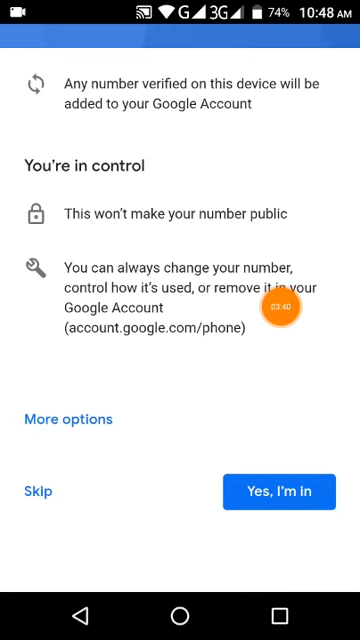 G 3G 74% 10:48 AM
Any number verified on this device will be
added to your Google Account
You're in control
This won't make your number public
You can always change your number,
control how it's used, or remove it in your
Google Account
03:40
(account.google.com/phone)
More options
Skip
Yes, I'm in